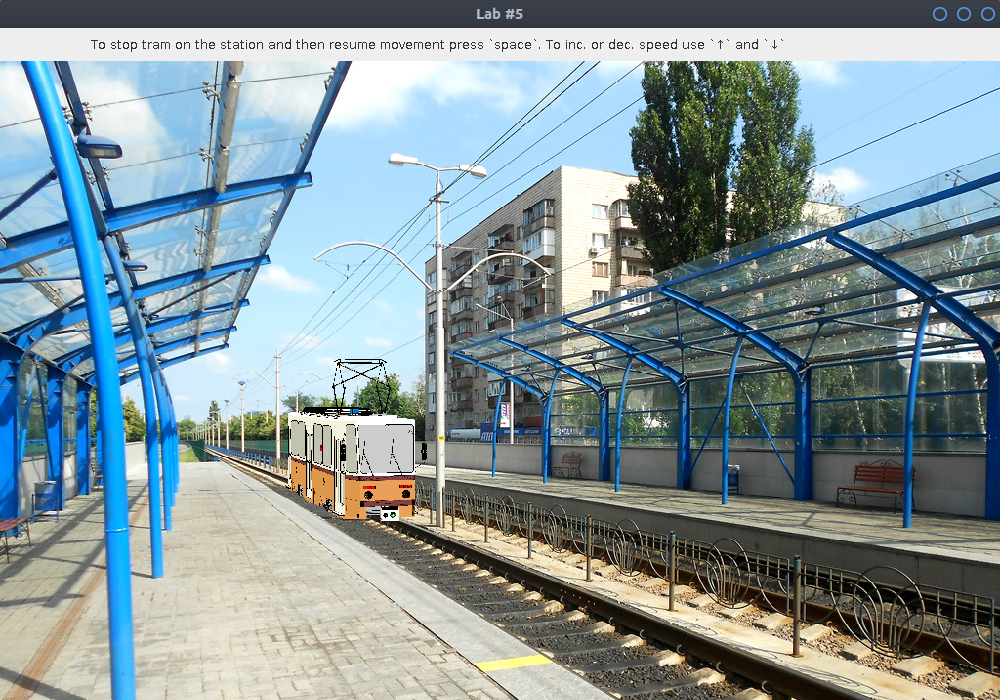 Lab #5
To stop tram on the station and then resume movement press `space`. To inc. or dec. speed use `↑` and `↓`